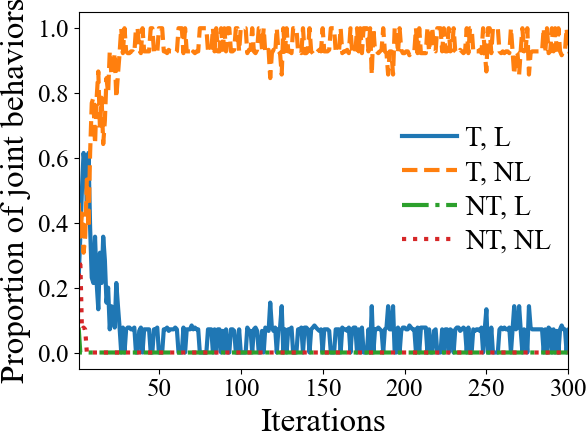 Proportion of joint behaviors
1.0
0.8
0.6
0.4
0.2
0.0
T, L
T, NL
NT, L
NT, NL
50 100 150 200 250 300
Iterations